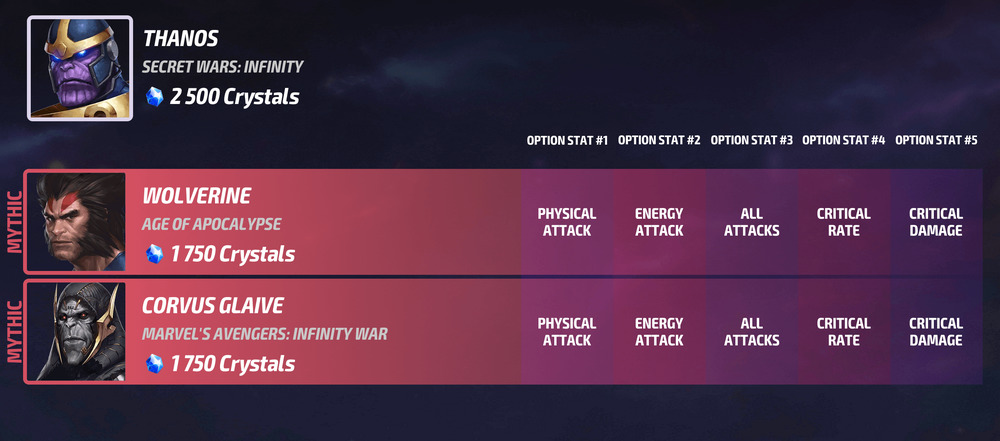 THANOS
SECRET WARS: INFINITY
2 500 Crystals
OPTION STAT #1 OPTION STAT #2 OPTION STAT #3 OPTION STAT #4 OPTION STAT #5
MYTHIC
WOLVERINE
AGE OF APOCALYPSE
1 750 Crystals
PHYSICAL ATTACK ENERGY ATTACK ALL ATTACKS CRITICAL RATE CRITICAL DAMAGE
MYTHIC
CORVUS GLAIVE
MARVEL'S AVENGERS: INFINITY WAR
1 750 Crystals
PHYSICAL ATTACK ENERGY ATTACK ALL ATTACKS CRITICAL RATE CRITICAL DAMAGE